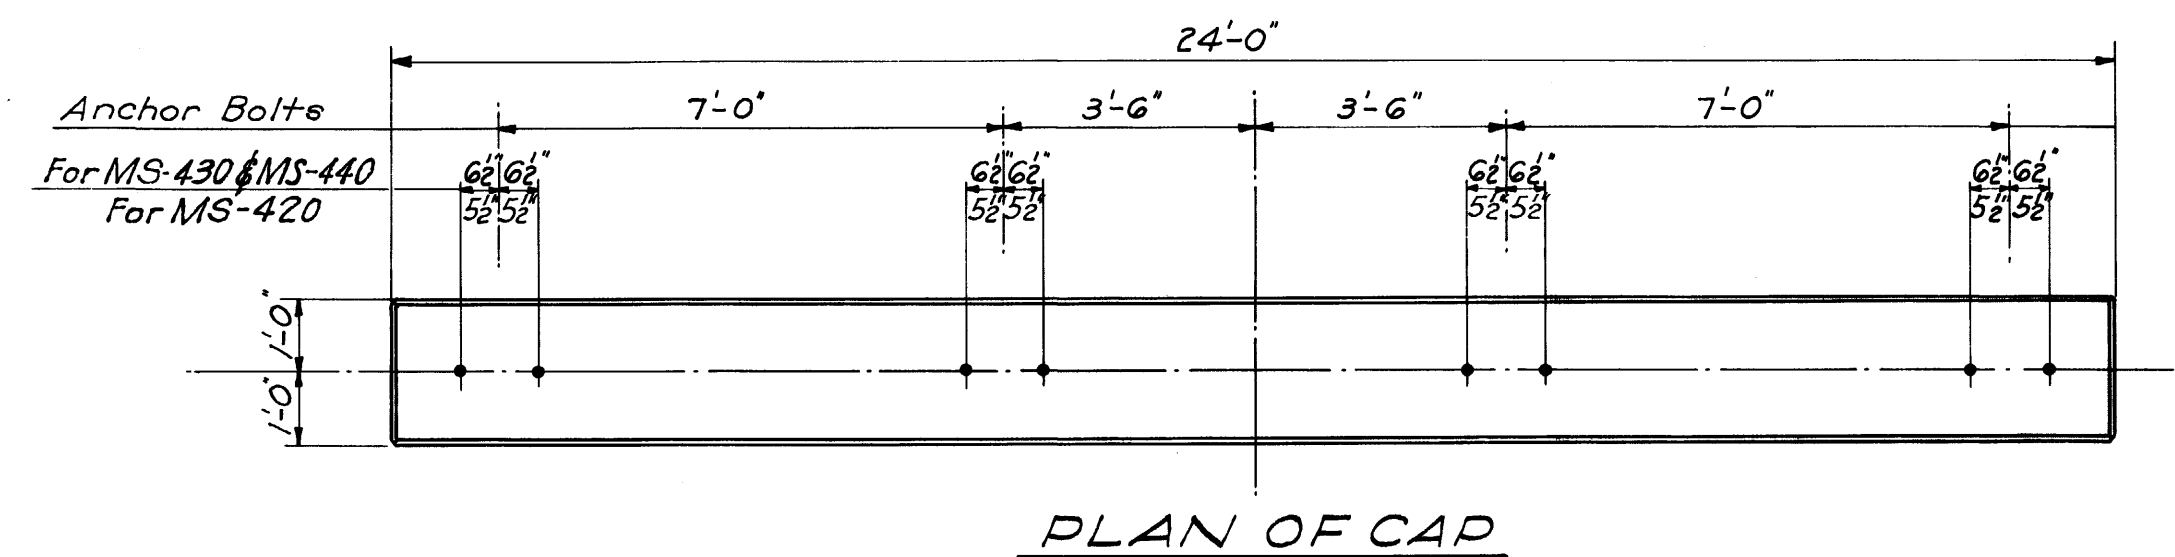 24'-0"
Anchor Bolts 7'-0" 3'-6" 3'-6" 7'-0"
For MS-430 & MS-440 6½" 6½" 6½" 6½" 6½" 6½" 6½" 6½"
For MS-420 5½" 5½" 5½" 5½" 5½" 5½" 5½" 5½"
1'-0"
1'-0"
PLAN OF CAP